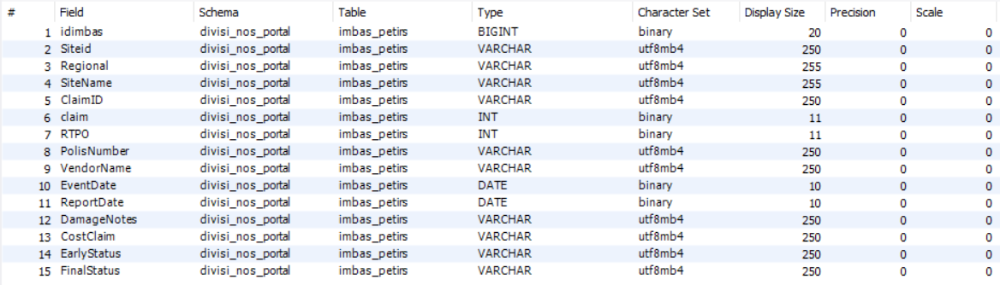 # Field Schema Table Type Character Set Display Size Precision Scale
1 idimbas divisi_nos_portal imbas_petirs BIGINT binary 20 0 0
2 Siteid divisi_nos_portal imbas_petirs VARCHAR utf8mb4 250 0 0
3 Regional divisi_nos_portal imbas_petirs VARCHAR utf8mb4 255 0 0
4 SiteName divisi_nos_portal imbas_petirs VARCHAR utf8mb4 255 0 0
5 ClaimID divisi_nos_portal imbas_petirs VARCHAR utf8mb4 250 0 0
6 claim divisi_nos_portal imbas_petirs INT binary 11 0 0
7 RTPO divisi_nos_portal imbas_petirs INT binary 11 0 0
8 PolisNumber divisi_nos_portal imbas_petirs VARCHAR utf8mb4 250 0 0
9 VendorName divisi_nos_portal imbas_petirs VARCHAR utf8mb4 250 0 0
10 EventDate divisi_nos_portal imbas_petirs DATE binary 10 0 0
11 ReportDate divisi_nos_portal imbas_petirs DATE binary 10 0 0
12 DamageNotes divisi_nos_portal imbas_petirs VARCHAR utf8mb4 250 0 0
13 CostClaim divisi_nos_portal imbas_petirs VARCHAR utf8mb4 250 0 0
14 EarlyStatus divisi_nos_portal imbas_petirs VARCHAR utf8mb4 250 0 0
15 FinalStatus divisi_nos_portal imbas_petirs VARCHAR utf8mb4 250 0 0